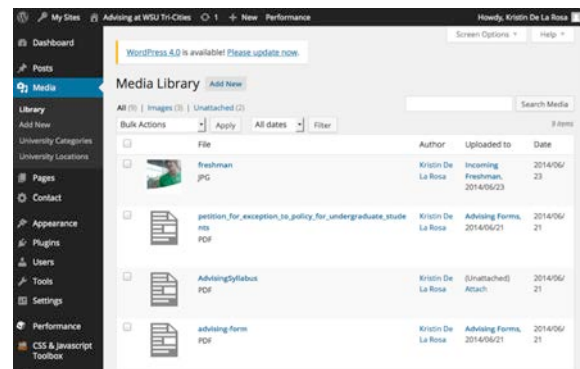 My Sites Advising at WSU Tri-Cities 1 + New Performance Howdy, Kristin De La Rosa
Screen Options Help
Dashboard
Posts
Media
Library
Add New
University Categories
University Locations
Pages
Contact
Appearance
Plugins
Users
Tools
Settings
Performance
CSS & Javascript
Toolbox
WordPress 4.0 is available! Please update now.
Media Library Add New
All (9) | Images (3) | Unattached (2)
Search Media
Bulk Actions Apply All dates Filter 9 items
File Author Uploaded to Date
freshman Kristin De Incoming 2014/06/
JPG La Rosa Freshman, 23
2014/06/23
petition_for_exception_to_policy_for_undergraduate_stude Kristin De Advising Forms, 2014/06/
nts La Rosa 2014/06/21 21
PDF
AdvisingSyllabus Kristin De (Unattached) 2014/06/
PDF La Rosa Attach 21
advising-form Kristin De Advising Forms, 2014/06/
PDF La Rosa 2014/06/21 21